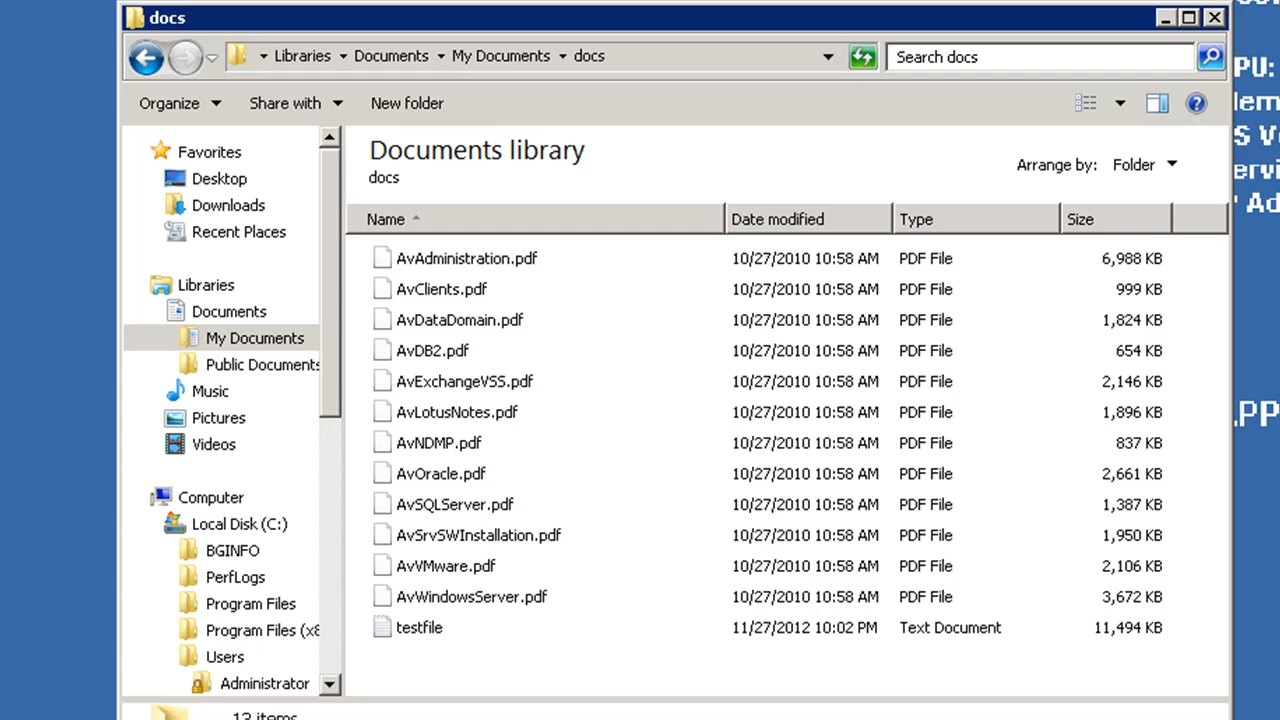 docs
Libraries Documents My Documents docs
Search docs
Organize Share with New folder
Favorites
Desktop
Downloads
Recent Places
Libraries
Documents
My Documents
Public Documents
Music
Pictures
Videos
Computer
Local Disk (C:)
BGINFO
PerfLogs
Program Files
Program Files (x8
Users
Administrator
Documents library
docs
Arrange by: Folder
Name Date modified Type Size
AvAdministration.pdf 10/27/2010 10:58 AM PDF File 6,988 KB
AvClients.pdf 10/27/2010 10:58 AM PDF File 999 KB
AvDataDomain.pdf 10/27/2010 10:58 AM PDF File 1,824 KB
AvDB2.pdf 10/27/2010 10:58 AM PDF File 654 KB
AvExchangeVSS.pdf 10/27/2010 10:58 AM PDF File 2,146 KB
AvLotusNotes.pdf 10/27/2010 10:58 AM PDF File 1,896 KB
AvNDMP.pdf 10/27/2010 10:58 AM PDF File 837 KB
AvOracle.pdf 10/27/2010 10:58 AM PDF File 2,661 KB
AvSQLServer.pdf 10/27/2010 10:58 AM PDF File 1,387 KB
AvSrvSWInstallation.pdf 10/27/2010 10:58 AM PDF File 1,950 KB
AvVMware.pdf 10/27/2010 10:58 AM PDF File 2,106 KB
AvWindowsServer.pdf 10/27/2010 10:58 AM PDF File 3,672 KB
testfile 11/27/2012 10:02 PM Text Document 11,494 KB
13 items
PU: